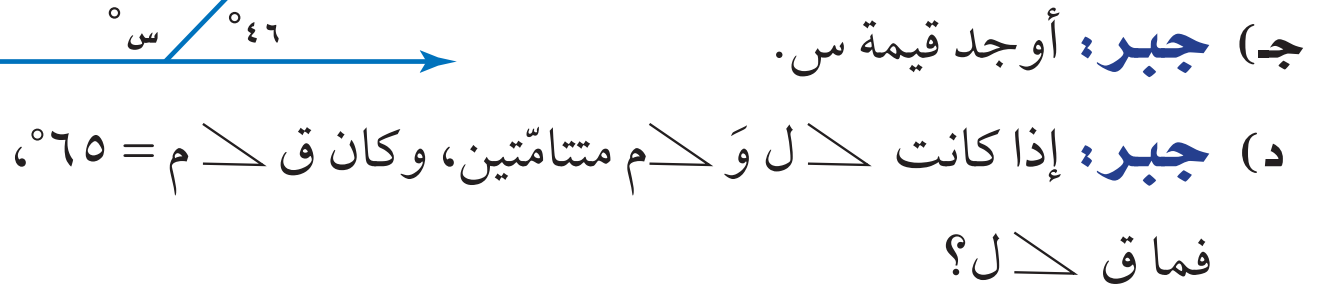 س° ٤٦°
جـ) جبر: أوجد قيمة س.
د) جبر: إذا كانت ∠ل وَ ∠م متتامّتين، وكان ق ∠م = ٦٥°،
فما ق ∠ل؟